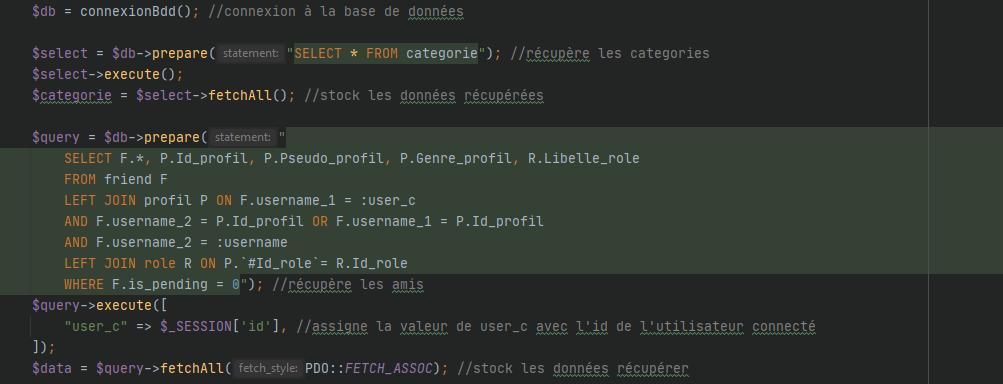 $db = connexionBdd(); //connexion à la base de données
$select = $db->prepare( statement: "SELECT * FROM categorie"); //récupère les categories
$select->execute();
$categorie = $select->fetchAll(); //stock les données récupérées
$query = $db->prepare( statement: "
SELECT F.*, P.Id_profil, P.Pseudo_profil, P.Genre_profil, R.Libelle_role
FROM friend F
LEFT JOIN profil P ON F.username_1 = :user_c
AND F.username_2 = P.Id_profil OR F.username_1 = P.Id_profil
AND F.username_2 = :username
LEFT JOIN role R ON P.`#Id_role`= R.Id_role
WHERE F.is_pending = 0"); //récupère les amis
$query->execute([
"user_c" => $_SESSION['id'], //assigne la valeur de user_c avec l'id de l'utilisateur connecté
]);
$data = $query->fetchAll( fetch_style: PDO::FETCH_ASSOC); //stock les données récupérer